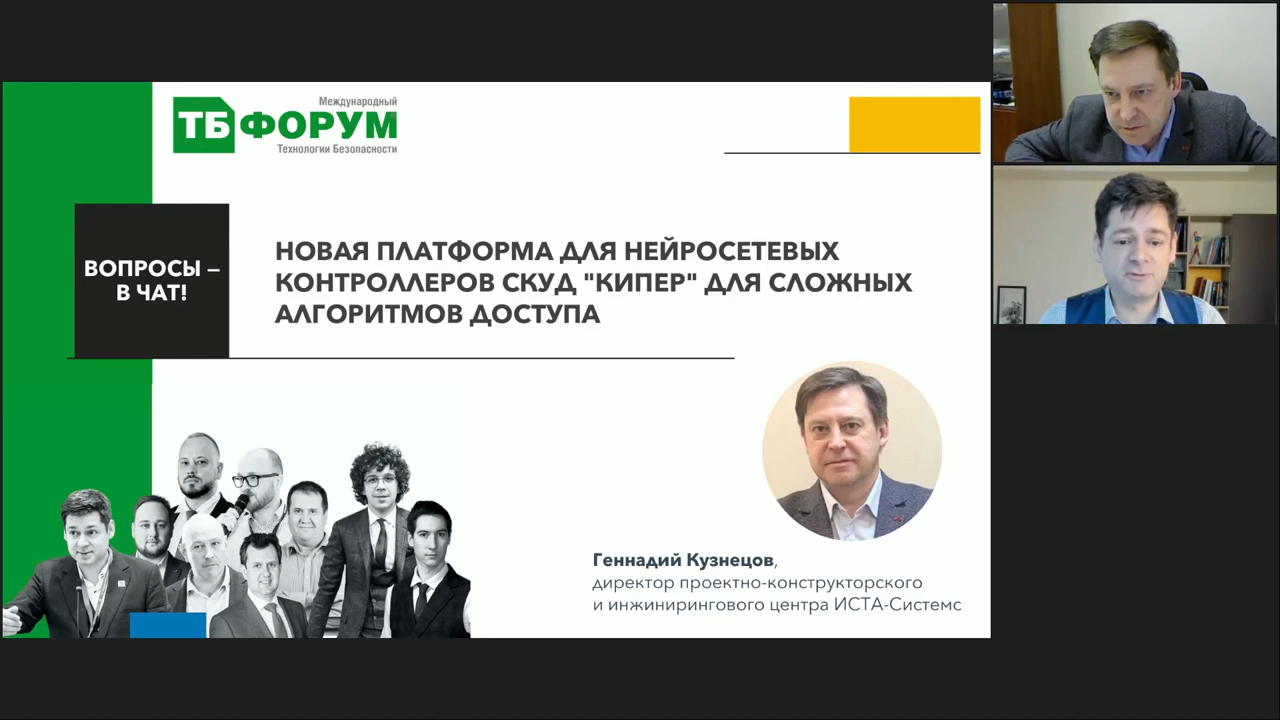 Международный
ТБ ФОРУМ
Технологии Безопасности
ВОПРОСЫ –
В ЧАТ!
НОВАЯ ПЛАТФОРМА ДЛЯ НЕЙРОСЕТЕВЫХ
КОНТРОЛЛЕРОВ СКУД "КИПЕР" ДЛЯ СЛОЖНЫХ
АЛГОРИТМОВ ДОСТУПА
Геннадий Кузнецов,
директор проектно-конструкторского
и инжинирингового центра ИСТА-Системс